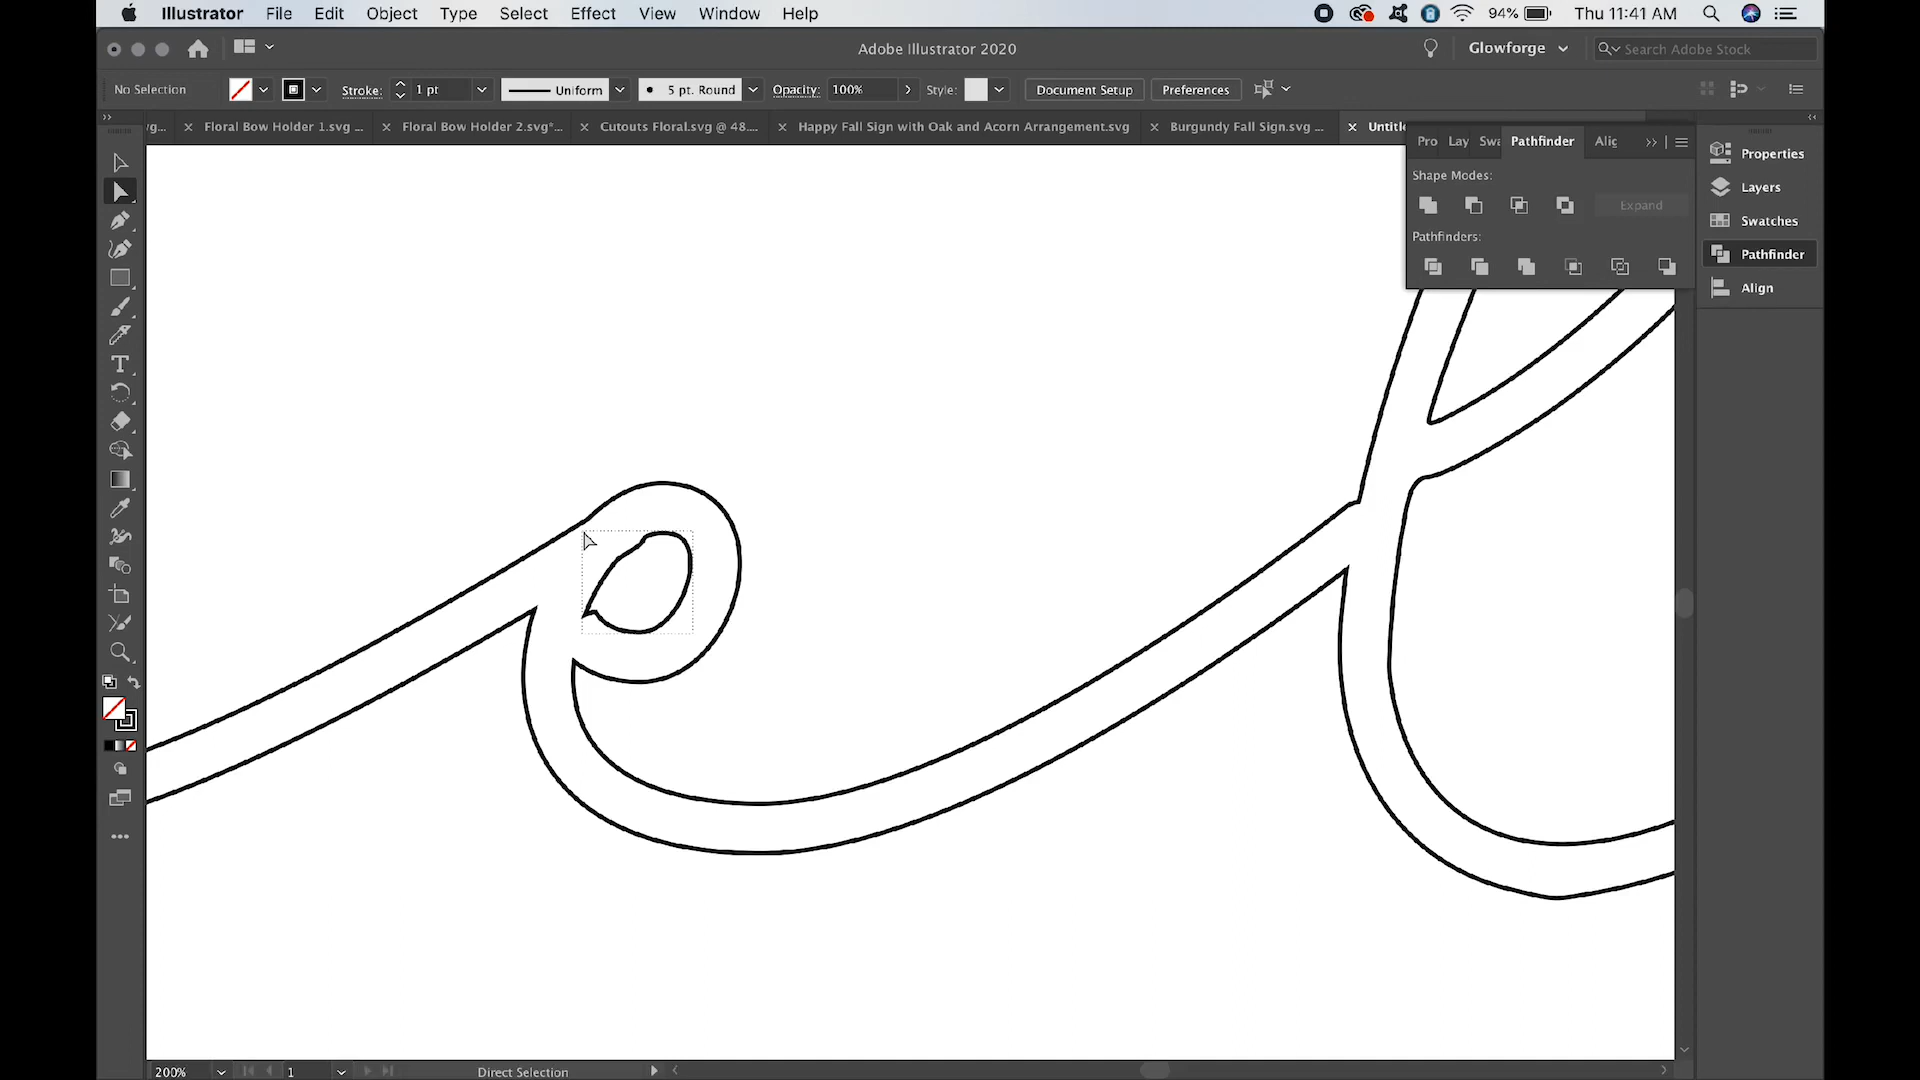 Illustrator File Edit Object Type Select Effect View Window Help 94% Thu 11:41 AM
Adobe Illustrator 2020 Glowforge Search Adobe Stock
No Selection Stroke: 1 pt Uniform 5 pt. Round Opacity: 100% Style: Document Setup Preferences
vg... Floral Bow Holder 1.svg ... Floral Bow Holder 2.svg*... Cutouts Floral.svg @ 48.... Happy Fall Sign with Oak and Acorn Arrangement.svg Burgundy Fall Sign.svg ... Untitl
Pro Lay Swa Pathfinder Alig
Shape Modes:
Expand
Pathfinders:
Properties
Layers
Swatches
Pathfinder
Align
200% 1 Direct Selection